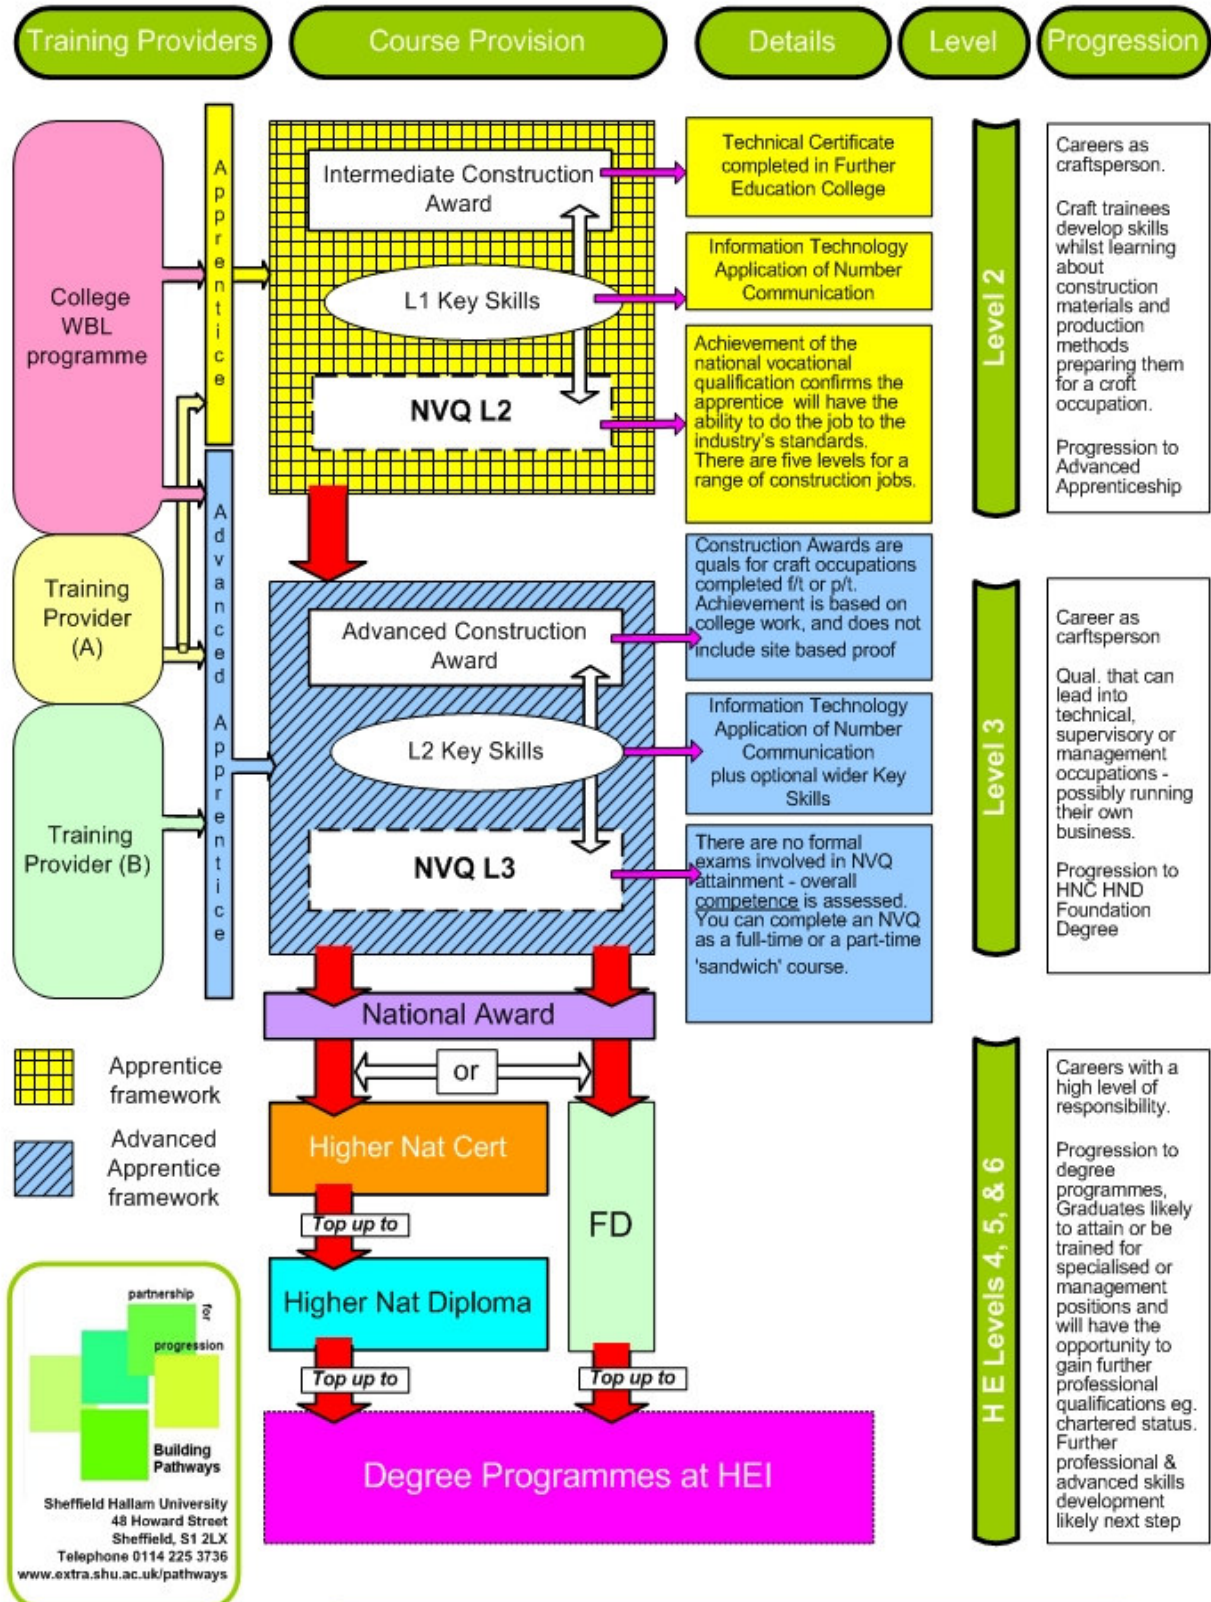 Training Providers
Course Provision
Details
Level
Progression
College
WBL
programme
Training
Provider
(A)
Training
Provider (B)
Apprentice
Advanced Apprentice
Intermediate Construction
Award
L1 Key Skills
NVQ L2
Technical Certificate
completed in Further
Education College
Information Technology
Application of Number
Communication
Achievement of the
national vocational
qualification confirms the
apprentice will have the
ability to do the job to the
industry's standards.
There are five levels for a
range of construction jobs.
Level 2
Careers as
craftsperson.
Craft trainees
develop skills
whilst learning
about
construction
materials and
production
methods
preparing them
for a croft
occupation.
Progression to
Advanced
Apprenticeship
Advanced Construction
Award
L2 Key Skills
NVQ L3
Construction Awards are
quals for craft occupations
completed f/t or p/t.
Achievement is based on
college work, and does not
include site based proof
Information Technology
Application of Number
Communication
plus optional wider Key
Skills
There are no formal
exams involved in NVQ
attainment - overall
competence is assessed.
You can complete an NVQ
as a full-time or a part-time
'sandwich' course.
Level 3
Career as
carftsperson
Qual. that can
lead into
technical,
supervisory or
management
occupations -
possibly running
their own
business.
Progression to
HNC HND
Foundation
Degree
National Award
or
Higher Nat Cert
Top up to
Higher Nat Diploma
Top up to
FD
Top up to
Degree Programmes at HEI
H E Levels 4, 5, & 6
Careers with a
high level of
responsibility.
Progression to
degree
programmes,
Graduates likely
to attain or be
trained for
specialised or
management
positions and
will have the
opportunity to
gain further
professional
qualifications eg.
chartered status.
Further
professional &
advanced skills
development
likely next step
Apprentice
framework
Advanced
Apprentice
framework
partnership
for
progression
Building
Pathways
Sheffield Hallam University
48 Howard Street
Sheffield, S1 2LX
Telephone 0114 225 3736
www.extra.shu.ac.uk/pathways